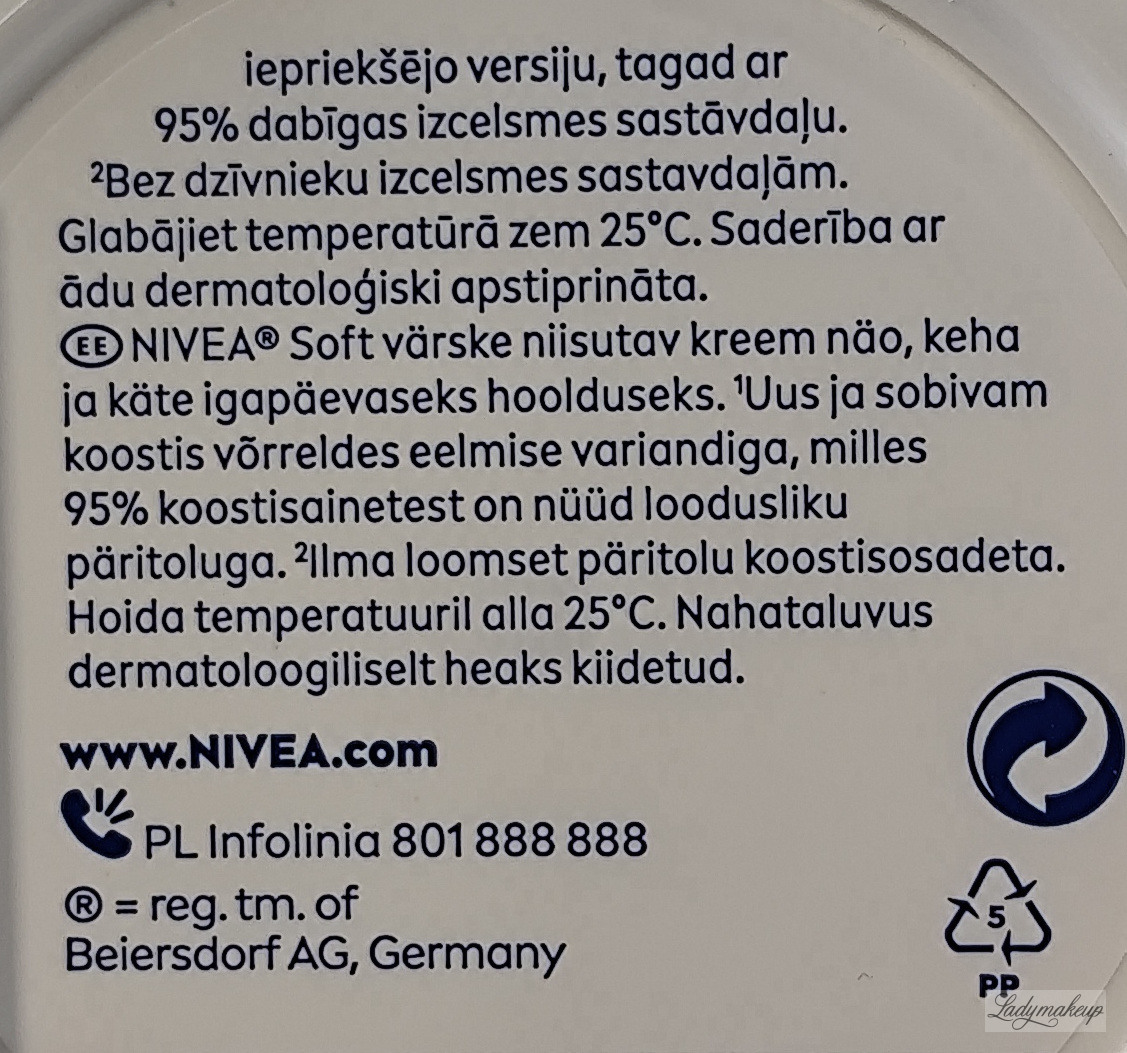 iepriekšējo versiju, tagad ar
95% dabīgas izcelsmes sastāvdaļu.
²Bez dzīvnieku izcelsmes sastavdaļām.
Glabājiet temperatūrā zem 25°C. Saderība ar
ādu dermatoloģiski apstiprināta.
EE NIVEA® Soft värske niisutav kreem näo, keha
ja käte igapäevaseks hoolduseks. ¹Uus ja sobivam
koostis võrreldes eelmise variandiga, milles
95% koostisainetest on nüüd loodusliku
päritoluga. ²Ilma loomset päritolu koostisosadeta.
Hoida temperatuuril alla 25°C. Nahataluvus
dermatoloogiliselt heaks kiidetud.
www.NIVEA.com
PL Infolinia 801 888 888
® = reg. tm. of
Beiersdorf AG, Germany
5
PP
Ladymakeup